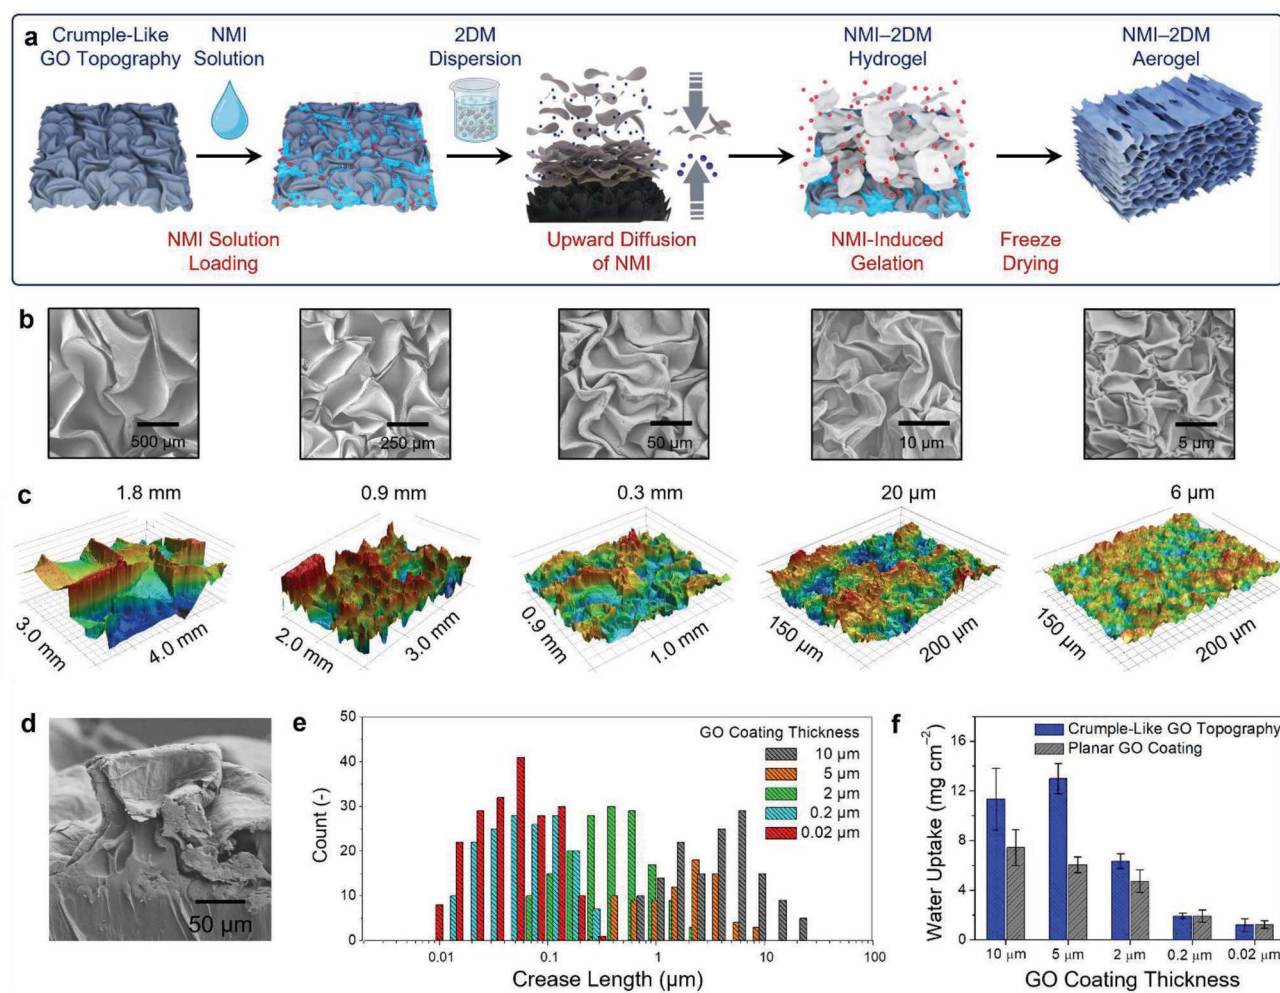 a
Crumple-Like
GO Topography
NMI
Solution
2DM
Dispersion
NMI–2DM
Hydrogel
NMI–2DM
Aerogel
NMI Solution
Loading
Upward Diffusion
of NMI
NMI-Induced
Gelation
Freeze
Drying
b
500 µm
250 µm
50 µm
10 µm
5 µm
c
1.8 mm
0.9 mm
0.3 mm
20 µm
6 µm
3.0 mm
4.0 mm
2.0 mm
3.0 mm
0.9 mm
1.0 mm
150 µm
200 µm
150 µm
200 µm
d
50 µm
e
50
40
30
20
10
0
Count (-)
GO Coating Thickness
10 µm
5 µm
2 µm
0.2 µm
0.02 µm
0.01
0.1
1
10
100
Crease Length (µm)
f
16
12
8
4
0
Water Uptake (mg cm⁻²)
Crumple-Like GO Topography
Planar GO Coating
10 µm
5 µm
2 µm
0.2 µm
0.02 µm
GO Coating Thickness